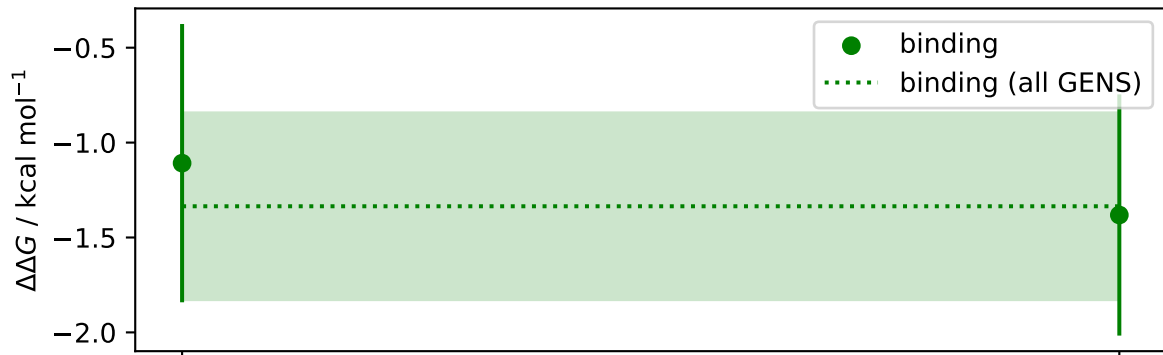 −0.5
−1.0
−1.5
−2.0
ΔΔG / kcal mol⁻¹
binding
binding (all GENS)